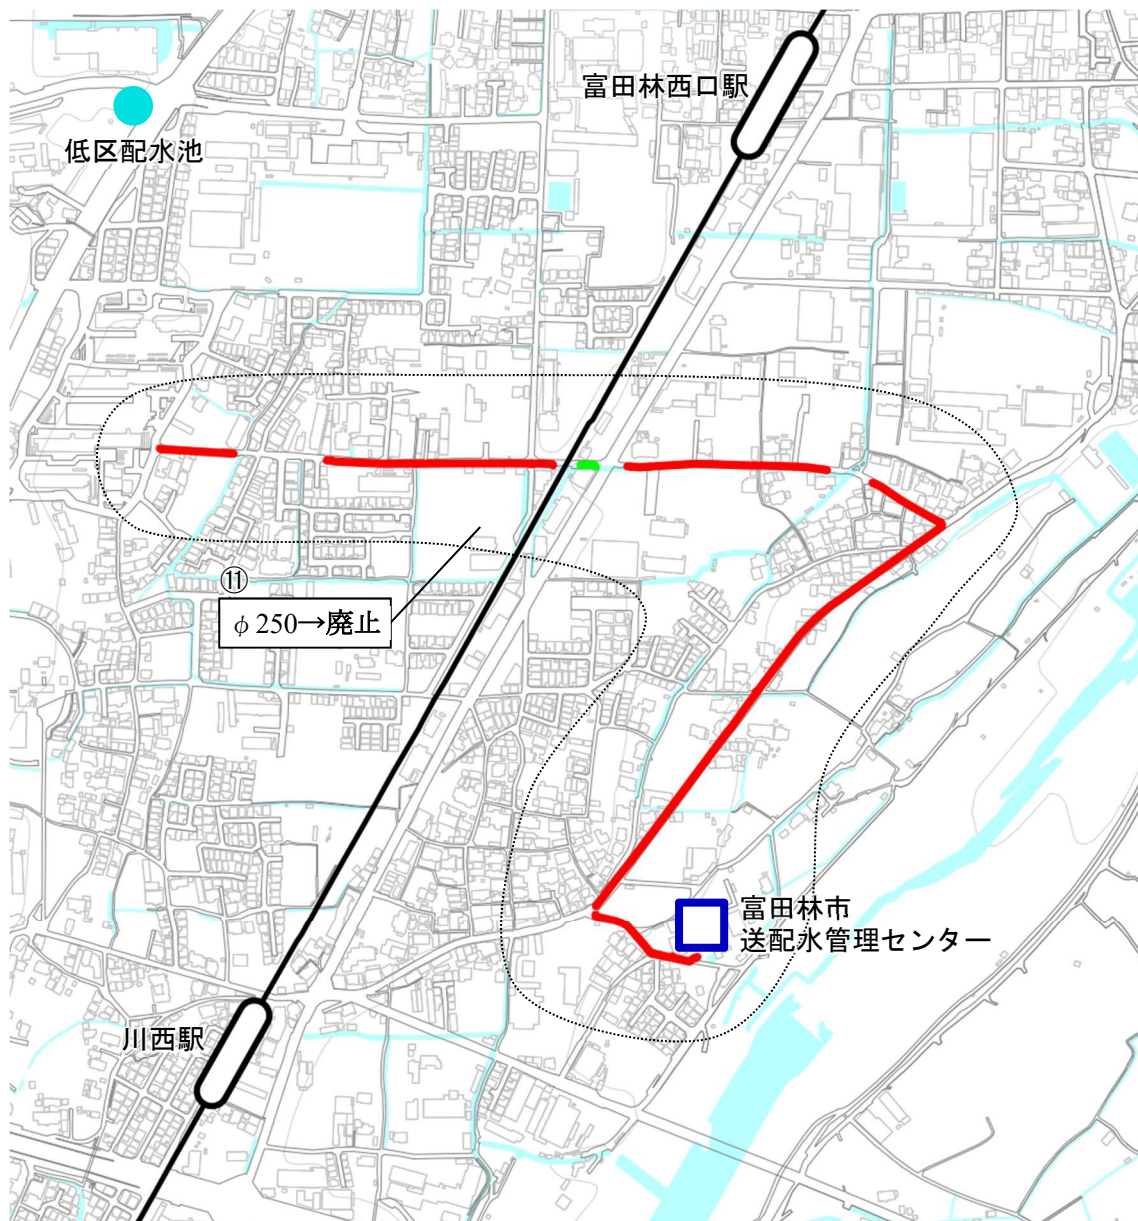 富田林西口駅
低区配水池
⑪
φ250→廃止
富田林市
送配水管理センター
川西駅